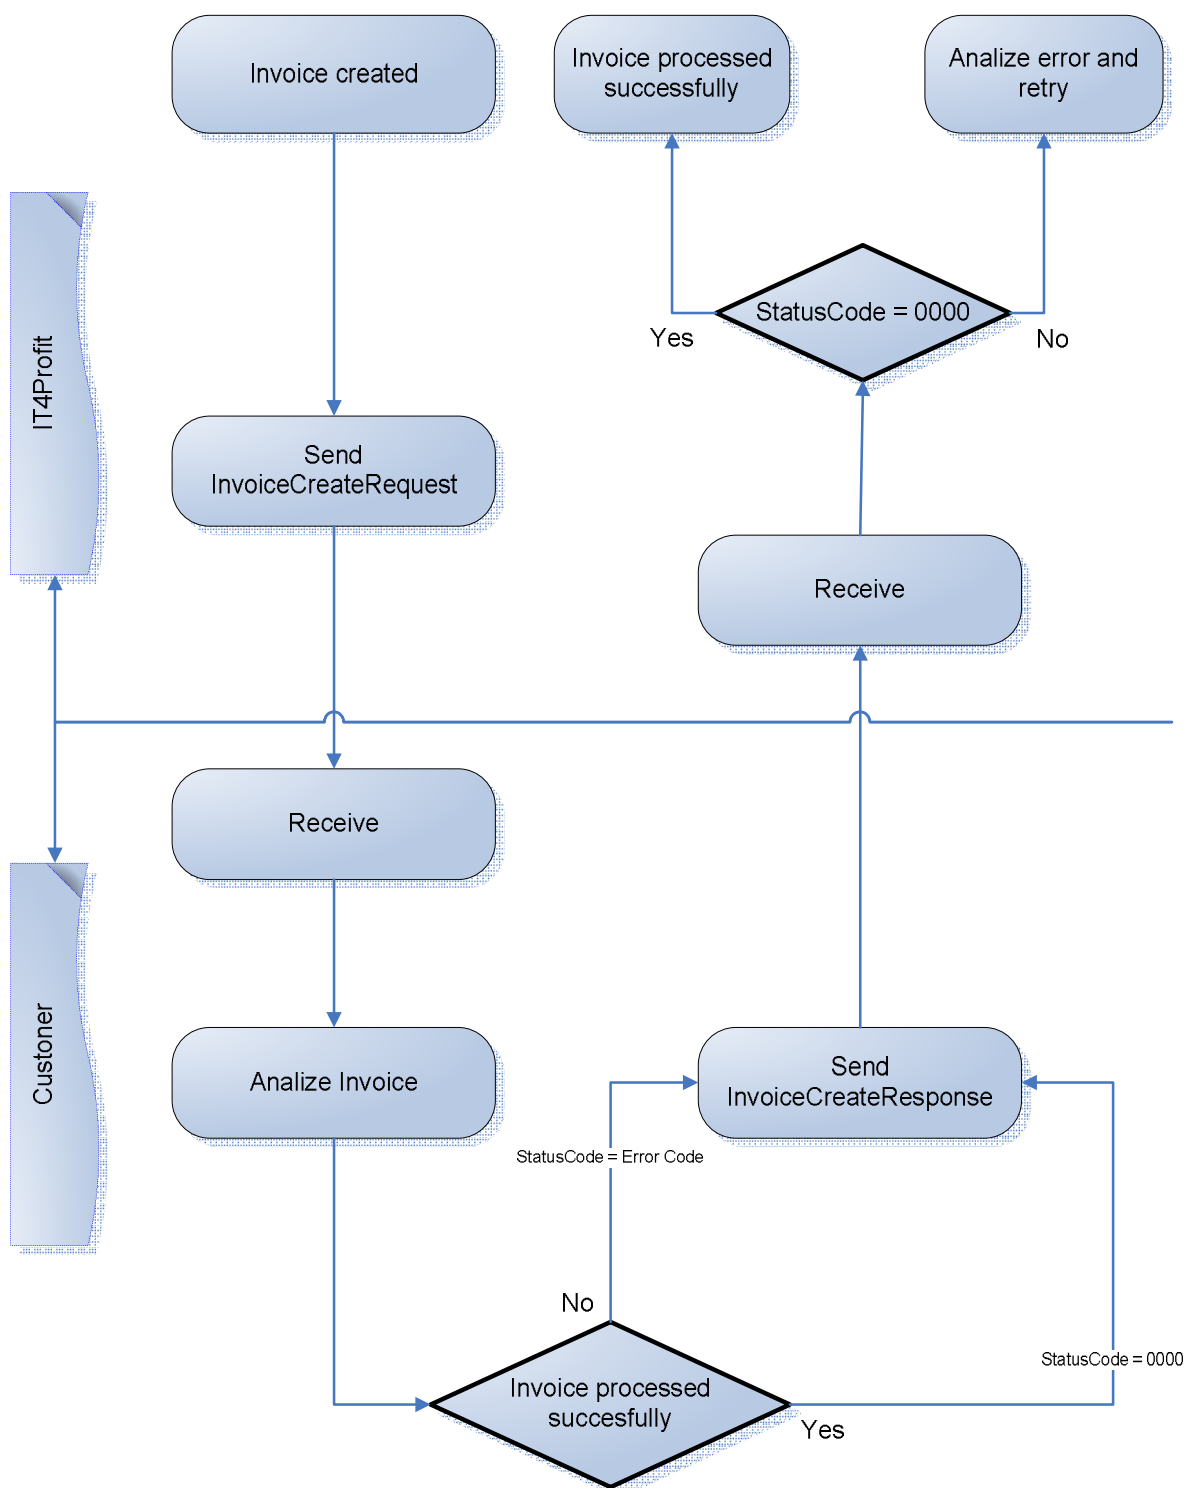 Invoice created
Invoice processed
successfully
Analize error and
retry
IT4Profit
StatusCode = 0000
Yes
No
Send
InvoiceCreateRequest
Receive
Receive
Custoner
Analize Invoice
Send
InvoiceCreateResponse
StatusCode = Error Code
No
StatusCode = 0000
Invoice processed
succesfully
Yes